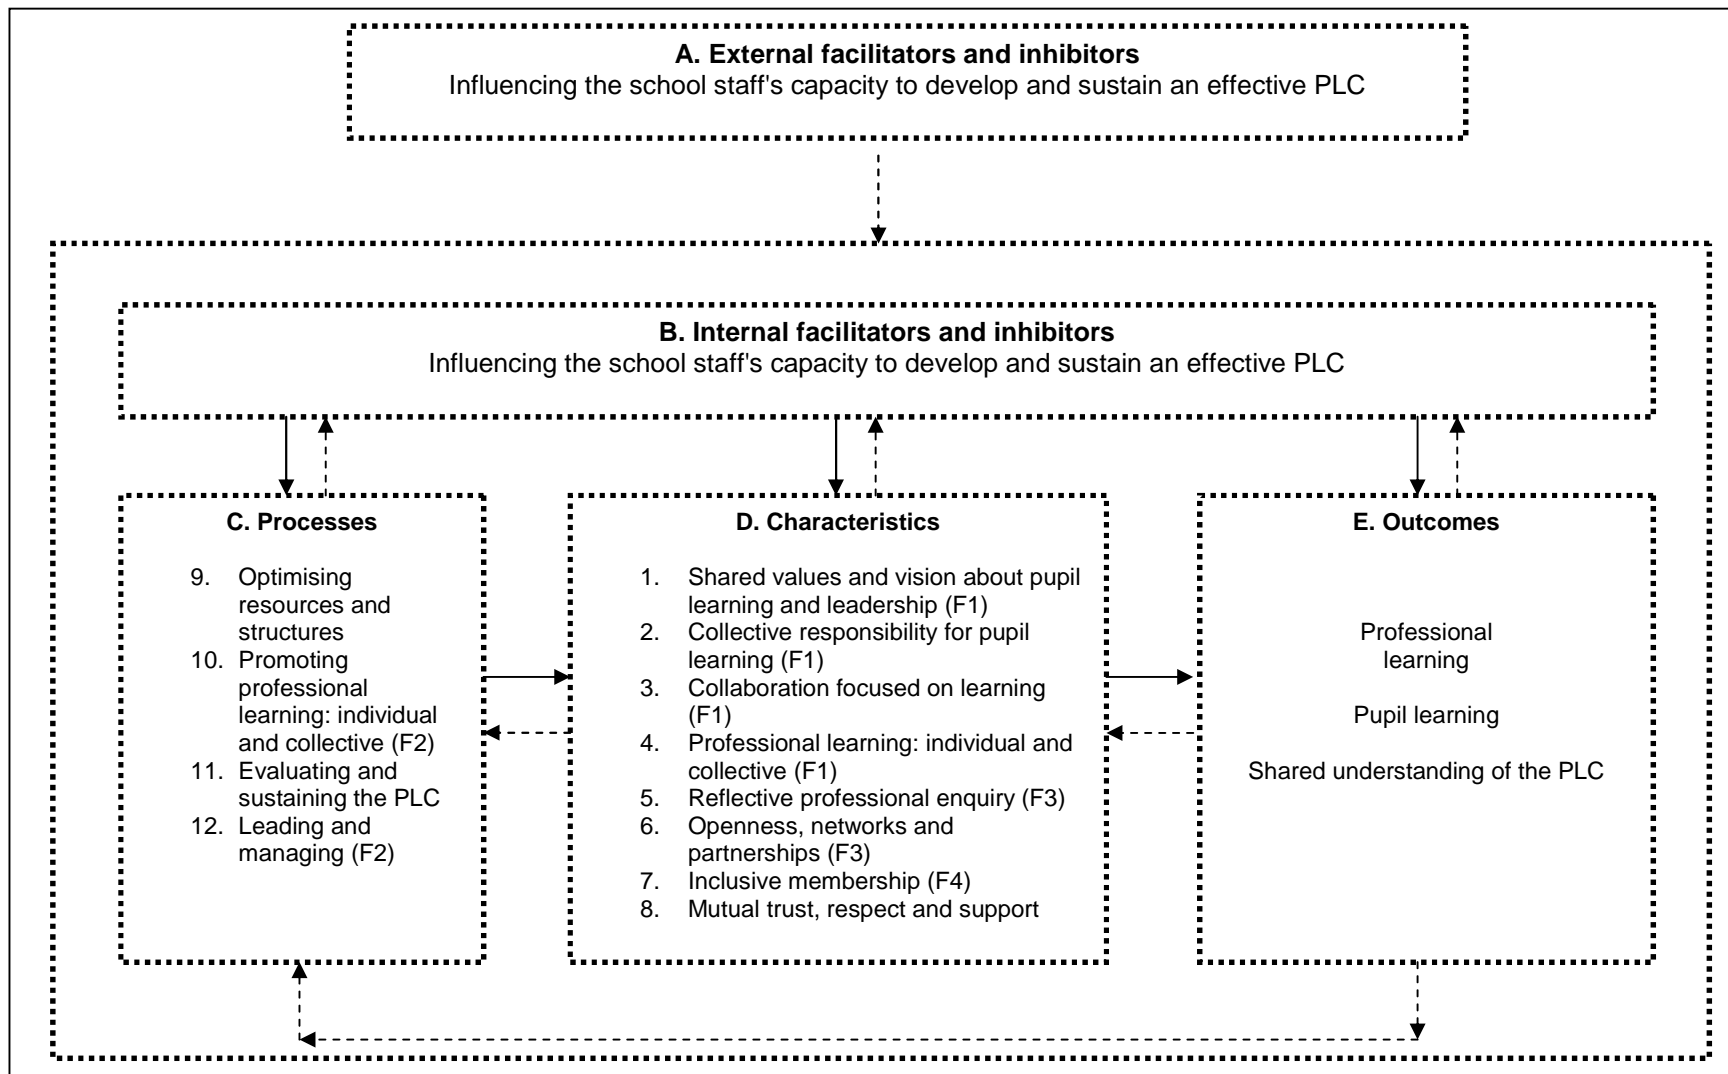 A. External facilitators and inhibitors
Influencing the school staff's capacity to develop and sustain an effective PLC
B. Internal facilitators and inhibitors
Influencing the school staff's capacity to develop and sustain an effective PLC
C. Processes
9. Optimising
resources and
structures
10. Promoting
professional
learning: individual
and collective (F2)
11. Evaluating and
sustaining the PLC
12. Leading and
managing (F2)
D. Characteristics
1. Shared values and vision about pupil
learning and leadership (F1)
2. Collective responsibility for pupil
learning (F1)
3. Collaboration focused on learning
(F1)
4. Professional learning: individual and
collective (F1)
5. Reflective professional enquiry (F3)
6. Openness, networks and
partnerships (F3)
7. Inclusive membership (F4)
8. Mutual trust, respect and support
E. Outcomes
Professional
learning
Pupil learning
Shared understanding of the PLC